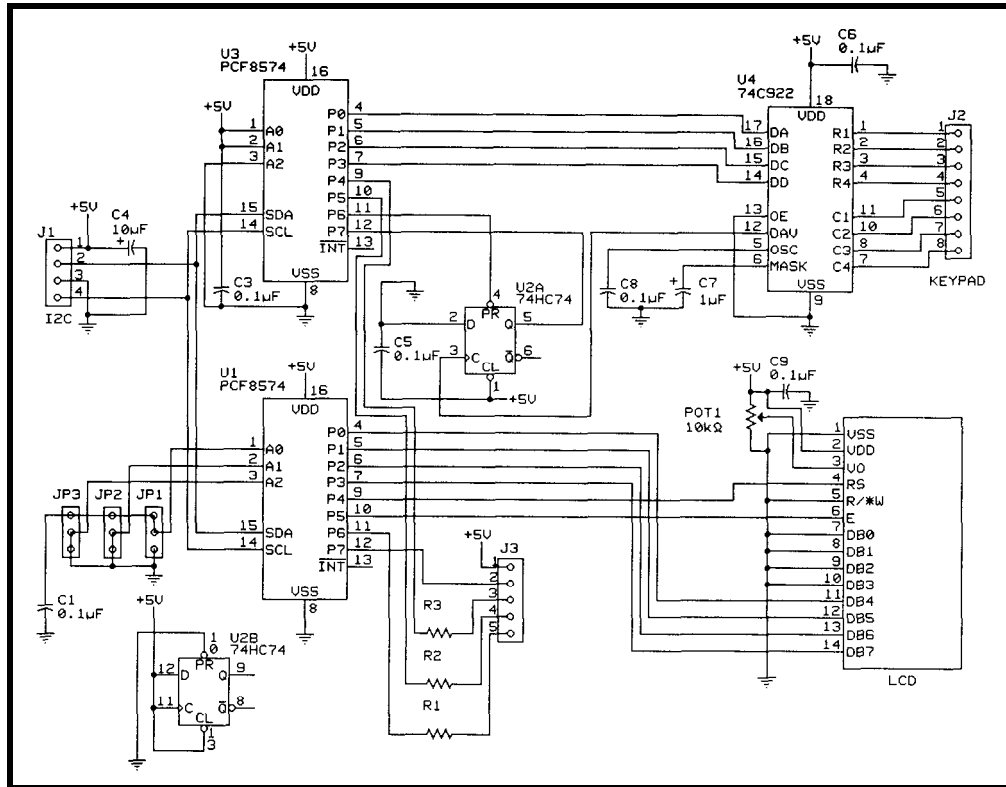 +5V
C6
0.1µF
U3
PCF8574
+5V
16
VDD
+5V
1 A0
2 A1
3 A2
15 SDA
14 SCL
P0 4
P1 5
P2 6
P3 7
P4 9
P5 10
P6 11
P7 12
INT 13
VSS
8
C3
0.1µF
U4
74C922
18
VDD
17 DA
16 DB
15 DC
14 DD
13 OE
12 DAV
5 OSC
6 MASK
R1 1
R2 2
R3 3
R4 4
C1 11
C2 10
C3 8
C4 7
VSS
9
J2
1
2
3
4
5
6
7
8
KEYPAD
C8
0.1µF
C7
+
1µF
J1
+5V
C4
10µF
+
1
2
3
4
I2C
U2A
74HC74
4
PR
2 D
Q 5
3 C
Q̅ 6
CL
1
+5V
C5
0.1µF
U1
PCF8574
+5V
16
VDD
1 A0
2 A1
3 A2
15 SDA
14 SCL
P0 4
P1 5
P2 6
P3 7
P4 9
P5 10
P6 11
P7 12
INT 13
VSS
8
JP3
JP2
JP1
C1
0.1µF
+5V
U2B
74HC74
10
PR
12 D
Q 9
11 C
Q̅ 8
CL
13
J3
+5V
1
2
3
4
5
R3
R2
R1
+5V
C9
0.1µF
POT1
10kΩ
1 VSS
2 VDD
3 VO
4 RS
5 R/*W
6 E
7 DB0
8 DB1
9 DB2
10 DB3
11 DB4
12 DB5
13 DB6
14 DB7
LCD